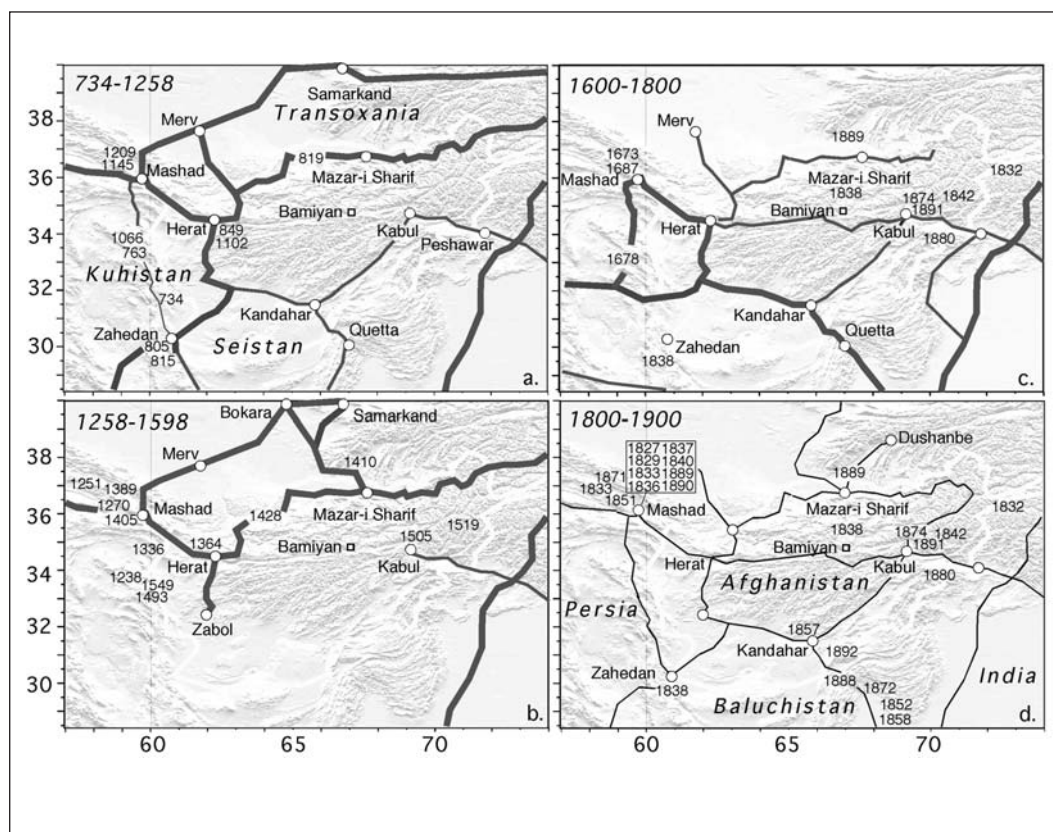 734-1258
Samarkand
Transoxania
38
Merv
1209
1145
Mashad
819
Mazar-i Sharif
36
Bamiyan
Herat
849
1102
Kabul
34
1066
763
Peshawar
Kuhistan
32
734
Kandahar
Zahedan
Quetta
805
815
Seistan
30
a.
1258-1598
Bokara
Samarkand
38
Merv
1410
1251
1389
1270
1405
Mashad
36
1428
Mazar-i Sharif
1519
1505
1336
1364
Bamiyan
Herat
Kabul
34
1238
1549
1493
Zabol
32
30
b.
60
65
70
1600-1800
Merv
1889
1673
1687
Mashad
Mazar-i Sharif
1838
1832
1874
1842
1891
Bamiyan
Herat
Kabul
1880
1678
Kandahar
Quetta
Zahedan
1838
c.
1800-1900
Dushanbe
1827 1837
1829 1840
1833 1889
1836 1890
1871
1833
1851
1889
Mashad
Mazar-i Sharif
1838
1832
1874
1842
1891
Bamiyan
Herat
Kabul
Afghanistan
1880
Persia
1857
Kandahar
1892
Zahedan
1838
1888
1872
1852
1858
India
Baluchistan
d.
60
65
70